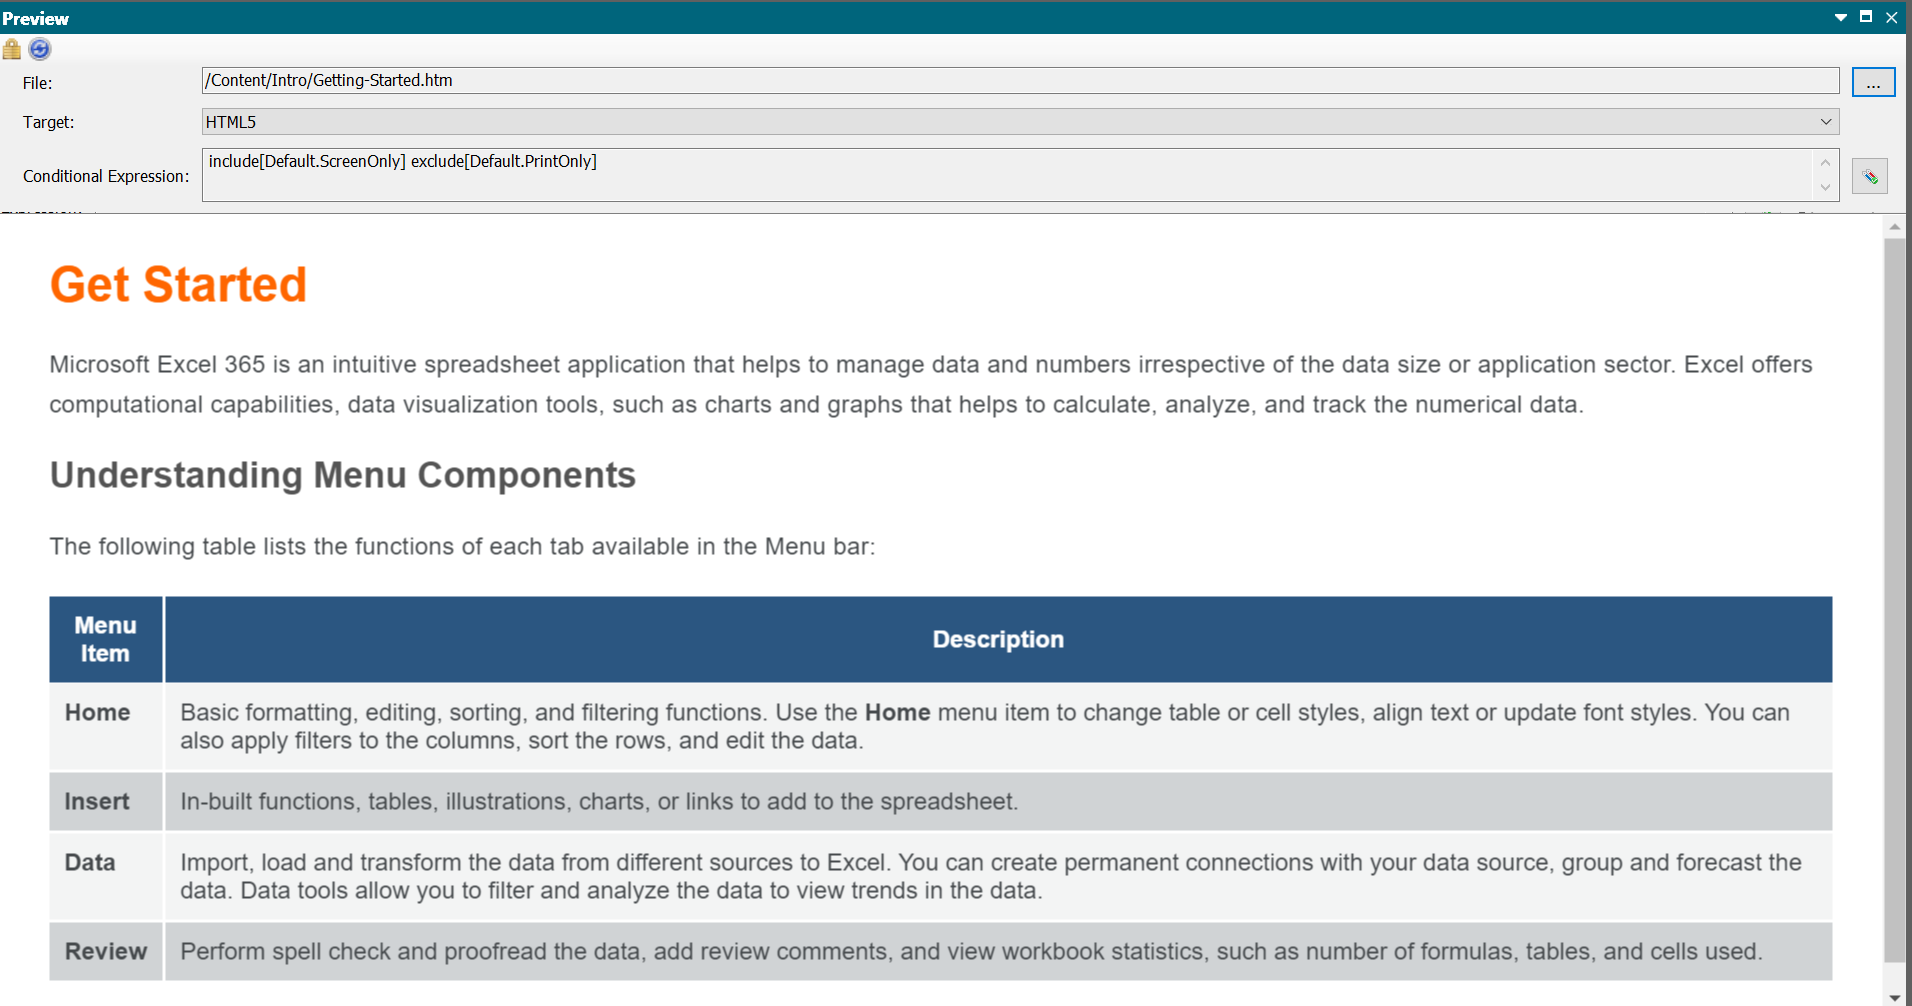 Preview
File:
/Content/Intro/Getting-Started.htm
...
Target:
HTML5
Conditional Expression:
include[Default.ScreenOnly] exclude[Default.PrintOnly]
Get Started
Microsoft Excel 365 is an intuitive spreadsheet application that helps to manage data and numbers irrespective of the data size or application sector. Excel offers
computational capabilities, data visualization tools, such as charts and graphs that helps to calculate, analyze, and track the numerical data.
Understanding Menu Components
The following table lists the functions of each tab available in the Menu bar:
Menu
Item
Description
Home
Basic formatting, editing, sorting, and filtering functions. Use the Home menu item to change table or cell styles, align text or update font styles. You can
also apply filters to the columns, sort the rows, and edit the data.
Insert
In-built functions, tables, illustrations, charts, or links to add to the spreadsheet.
Data
Import, load and transform the data from different sources to Excel. You can create permanent connections with your data source, group and forecast the
data. Data tools allow you to filter and analyze the data to view trends in the data.
Review
Perform spell check and proofread the data, add review comments, and view workbook statistics, such as number of formulas, tables, and cells used.